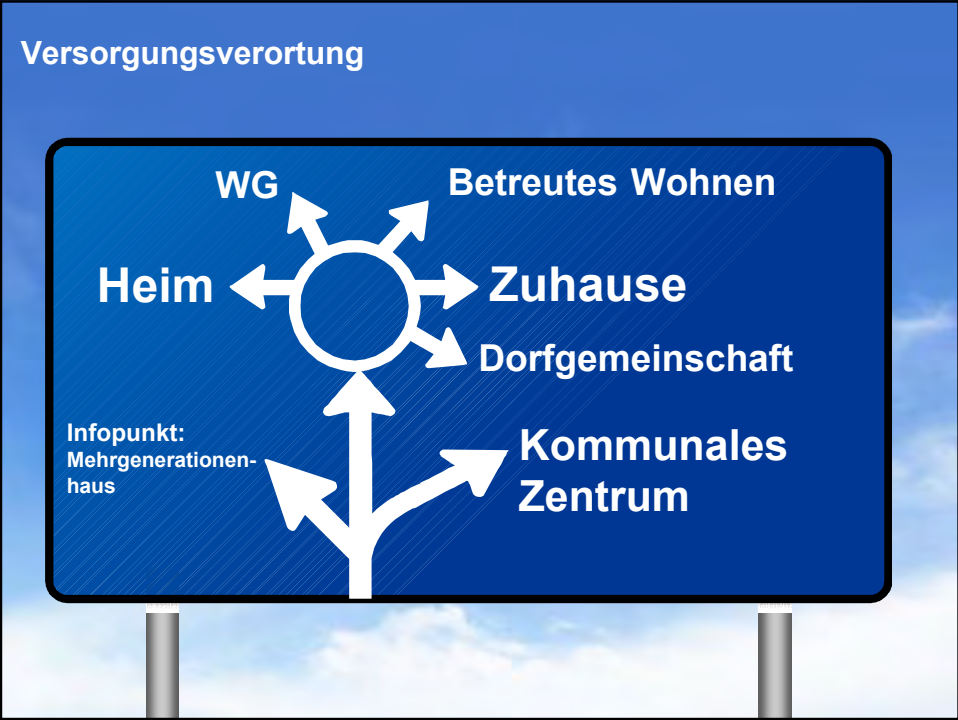 Versorgungsverortung
WG
Betreutes Wohnen
Heim
Zuhause
Dorfgemeinschaft
Infopunkt:
Mehrgenerationen-
haus
Kommunales
Zentrum